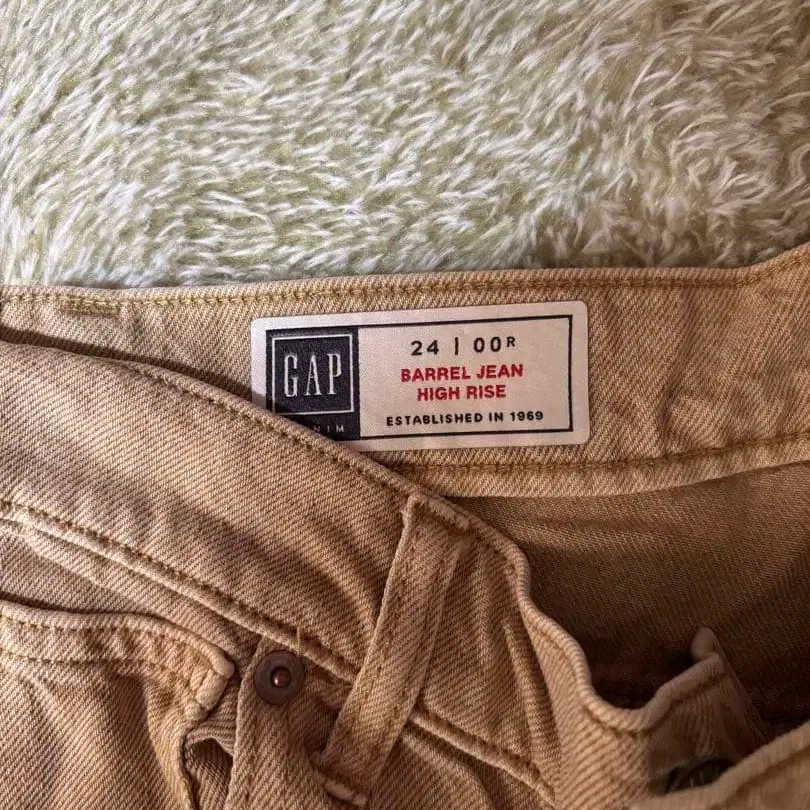 GAP
24 | 00R
BARREL JEAN
HIGH RISE
ESTABLISHED IN 1969